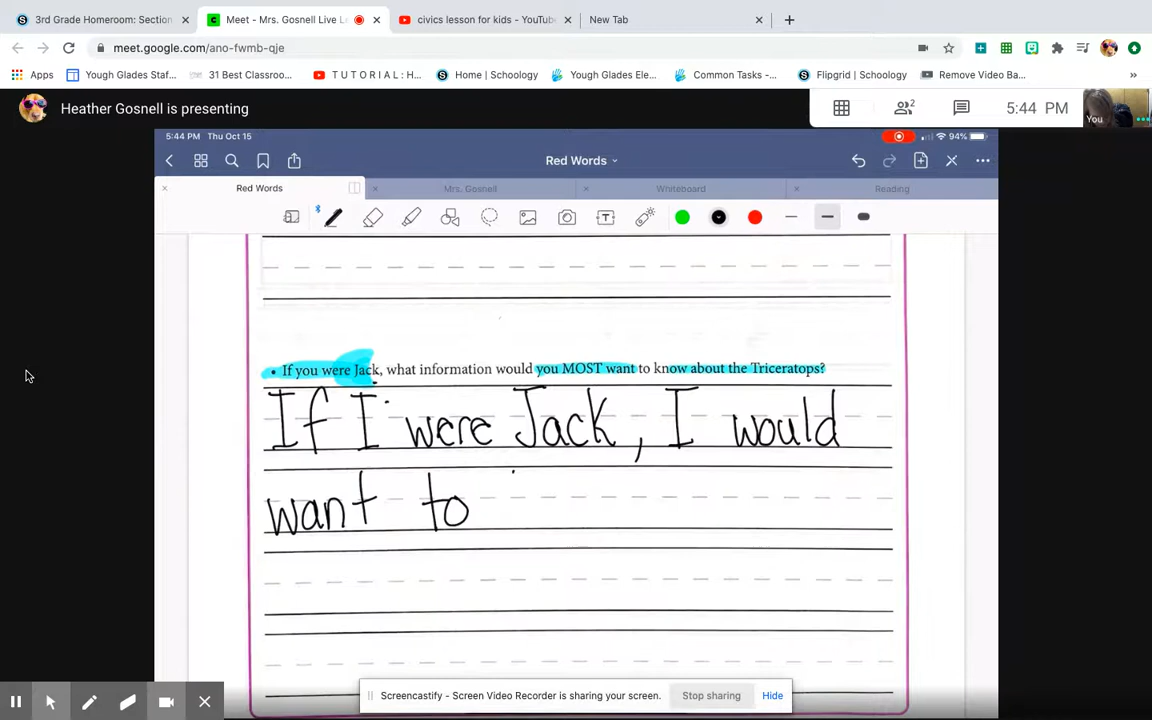 3rd Grade Homeroom: Section
Meet - Mrs. Gosnell Live L
civics lesson for kids - YouTub
New Tab
meet.google.com/ano-fwmb-qje
Apps
Yough Glades Staf...
31 Best Classroo...
T U T O R I A L : H...
Home | Schoology
Yough Glades Ele...
Common Tasks -...
Flipgrid | Schoology
Remove Video Ba...
Heather Gosnell is presenting
2
5:44 PM
You
5:44 PM Thu Oct 15
94%
Red Words
Red Words
Mrs. Gosnell
Whiteboard
Reading
• If you were Jack, what information would you MOST want to know about the Triceratops?
If I were Jack, I would
want to
Screencastify - Screen Video Recorder is sharing your screen.
Stop sharing
Hide